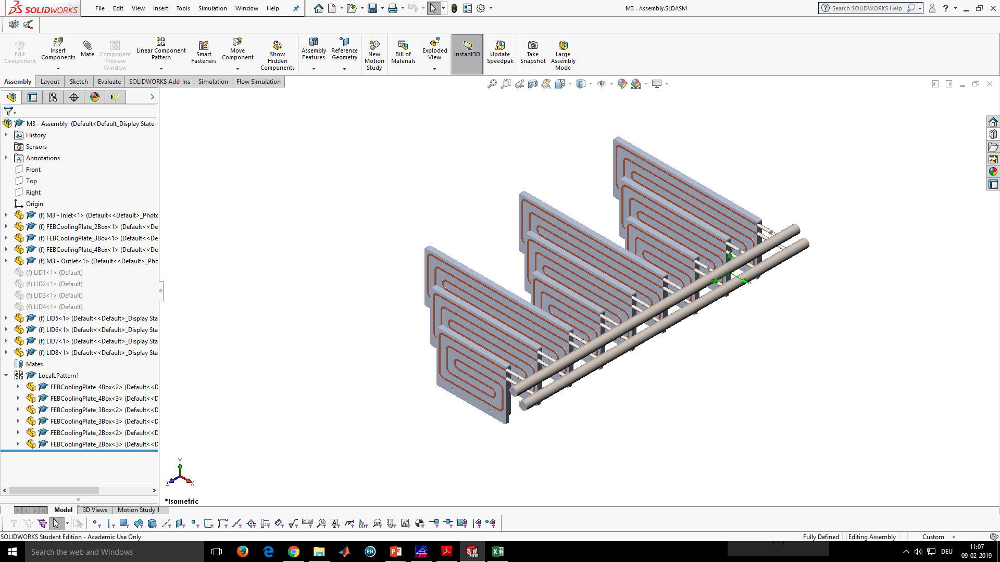 SOLIDWORKS File Edit View Insert Tools Simulation Window Help M3 - Assembly.SLDASM Search SOLIDWORKS Help
Edit Component
Insert Components
Mate
Component Preview Window
Linear Component Pattern
Smart Fasteners
Move Component
Show Hidden Components
Assembly Features
Reference Geometry
New Motion Study
Bill of Materials
Exploded View
Instant3D
Update Speedpak
Take Snapshot
Large Assembly Mode
Assembly Layout Sketch Evaluate SOLIDWORKS Add-Ins Simulation Flow Simulation
M3 - Assembly (Default<Default_Display State-
History
Sensors
Annotations
Front
Top
Right
Origin
(f) M3 - Inlet<1> (Default<<Default>_Photo
(f) FEBCoolingPlate_2Box<1> (Default<<De
(f) FEBCoolingPlate_3Box<1> (Default<<De
(f) FEBCoolingPlate_4Box<1> (Default<<De
(f) M3 - Outlet<1> (Default<<Default>_Pho
(f) LID1<1> (Default)
(f) LID2<1> (Default)
(f) LID3<1> (Default)
(f) LID4<1> (Default)
(f) LID5<1> (Default<<Default>_Display Sta
(f) LID6<1> (Default<<Default>_Display Sta
(f) LID7<1> (Default<<Default>_Display Sta
(f) LID8<1> (Default<<Default>_Display Sta
Mates
LocalLPattern1
FEBCoolingPlate_4Box<2> (Default<<D
FEBCoolingPlate_4Box<3> (Default<<D
FEBCoolingPlate_3Box<2> (Default<<D
FEBCoolingPlate_3Box<3> (Default<<D
FEBCoolingPlate_2Box<2> (Default<<D
FEBCoolingPlate_2Box<3> (Default<<D
Y
Z X
*Isometric
Model 3D Views Motion Study 1
SOLIDWORKS Student Edition - Academic Use Only Fully Defined Editing Assembly Custom
Search the web and Windows EN SW 2018 DEU 11:07
09-02-2019